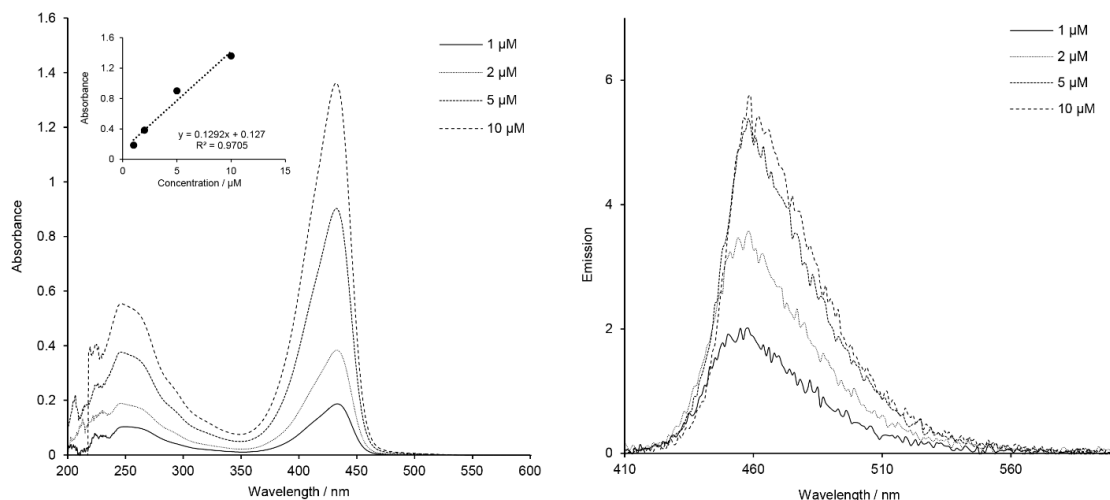 1.6
1.4
1.2
1
0.8
0.6
0.4
0.2
0
Absorbance
200
250
300
350
400
450
500
550
600
Wavelength / nm
1.6
1.2
0.8
0.4
0
Absorbance
0
5
10
15
Concentration / µM
y = 0.1292x + 0.127
R² = 0.9705
1 µM
2 µM
5 µM
10 µM
6
4
2
0
Emission
410
460
510
560
Wavelength / nm
1 µM
2 µM
5 µM
10 µM